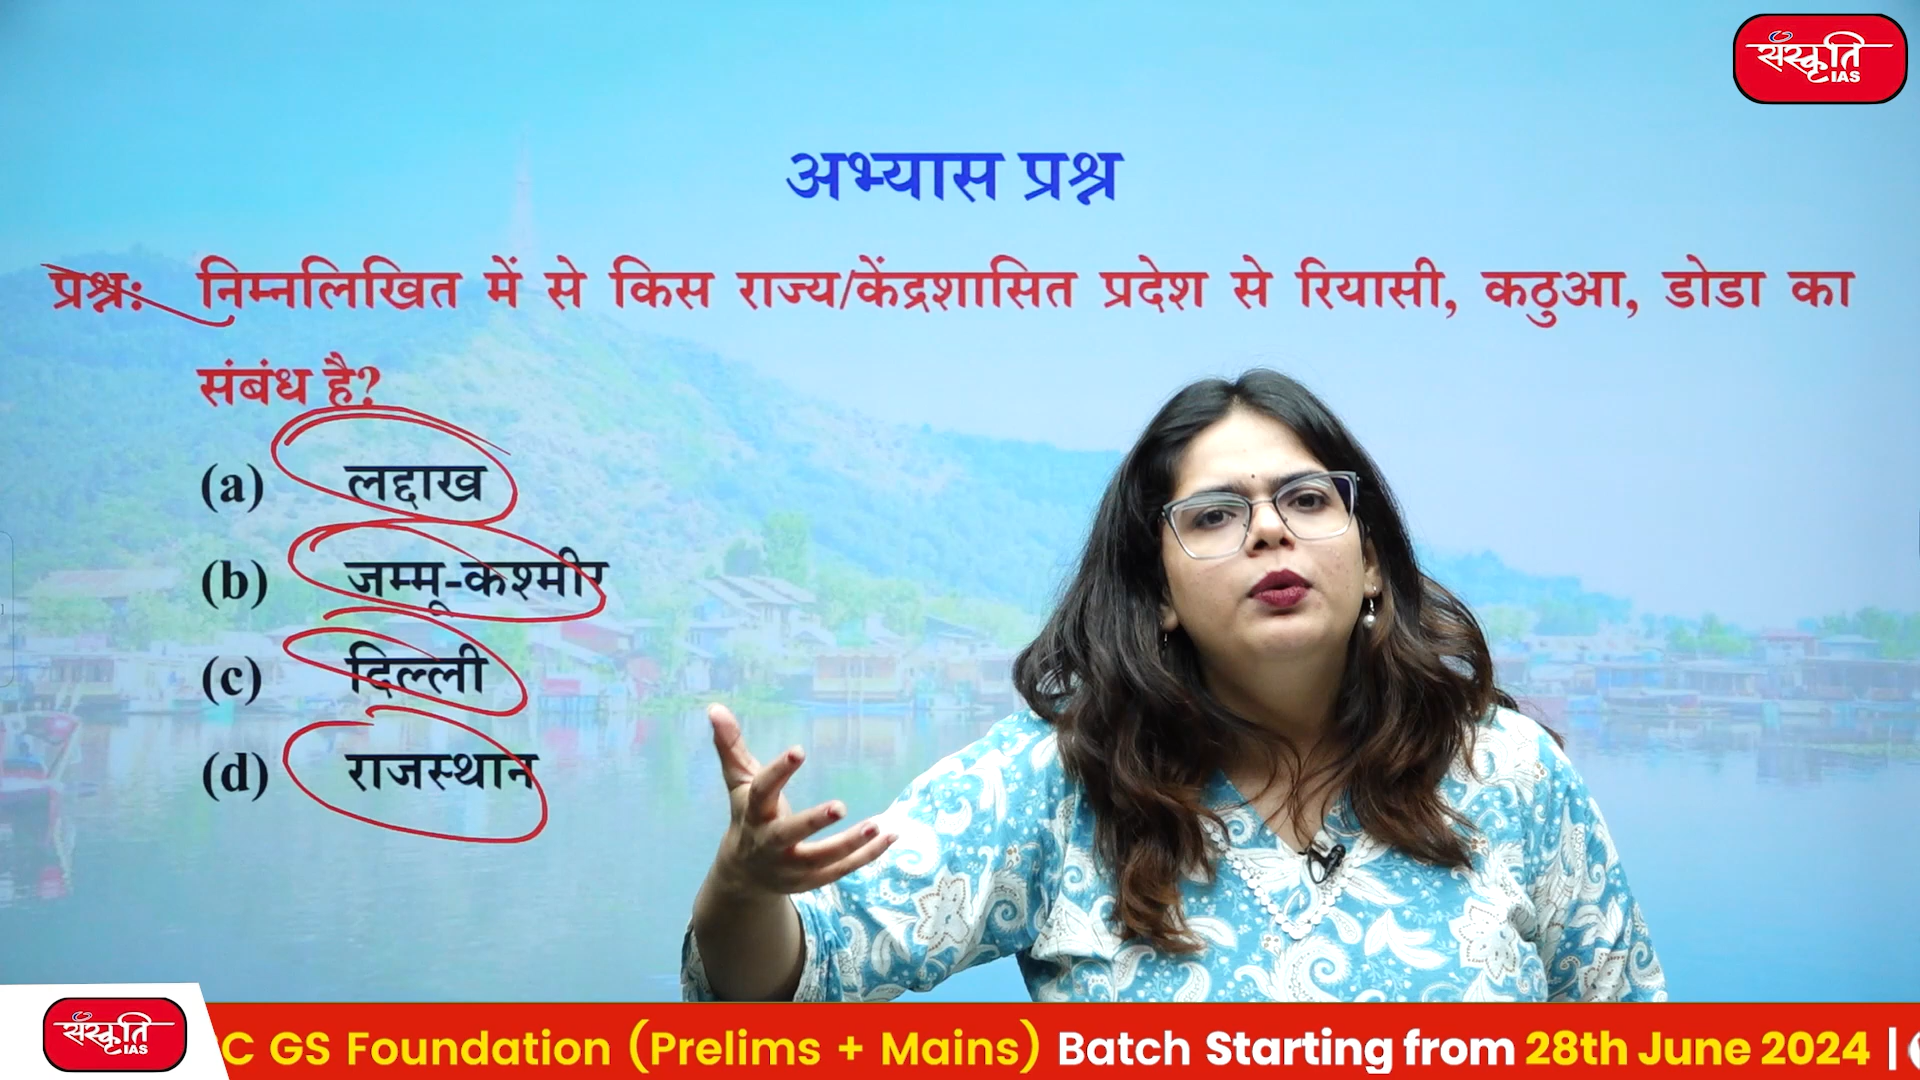 संस्कृति
IAS
अभ्यास प्रश्न
प्रश्न: निम्नलिखित में से किस राज्य/केंद्रशासित प्रदेश से रियासी, कठुआ, डोडा का
संबंध है?
(a) लद्दाख
(b) जम्मू-कश्मीर
(c) दिल्ली
(d) राजस्थान
संस्कृति
IAS
C GS Foundation (Prelims + Mains) Batch Starting from 28th June 2024 |